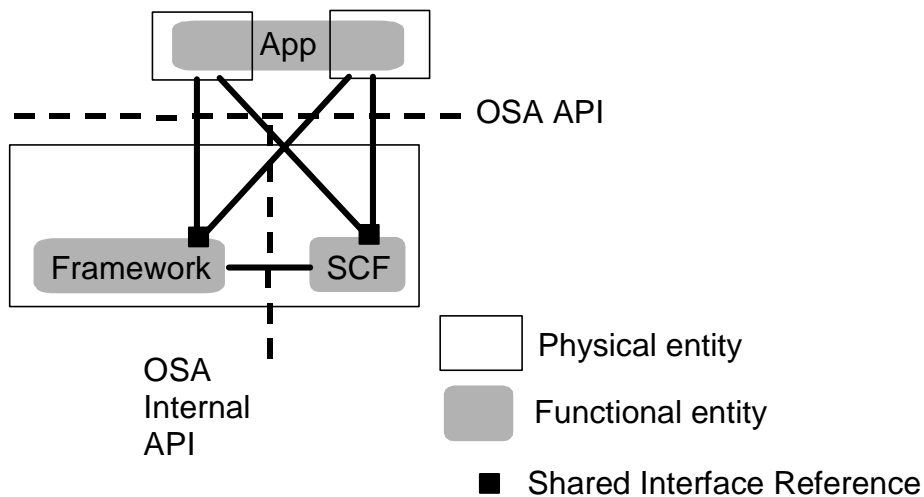 App
OSA API
Framework
SCF
OSA
Internal
API
Physical entity
Functional entity
Shared Interface Reference